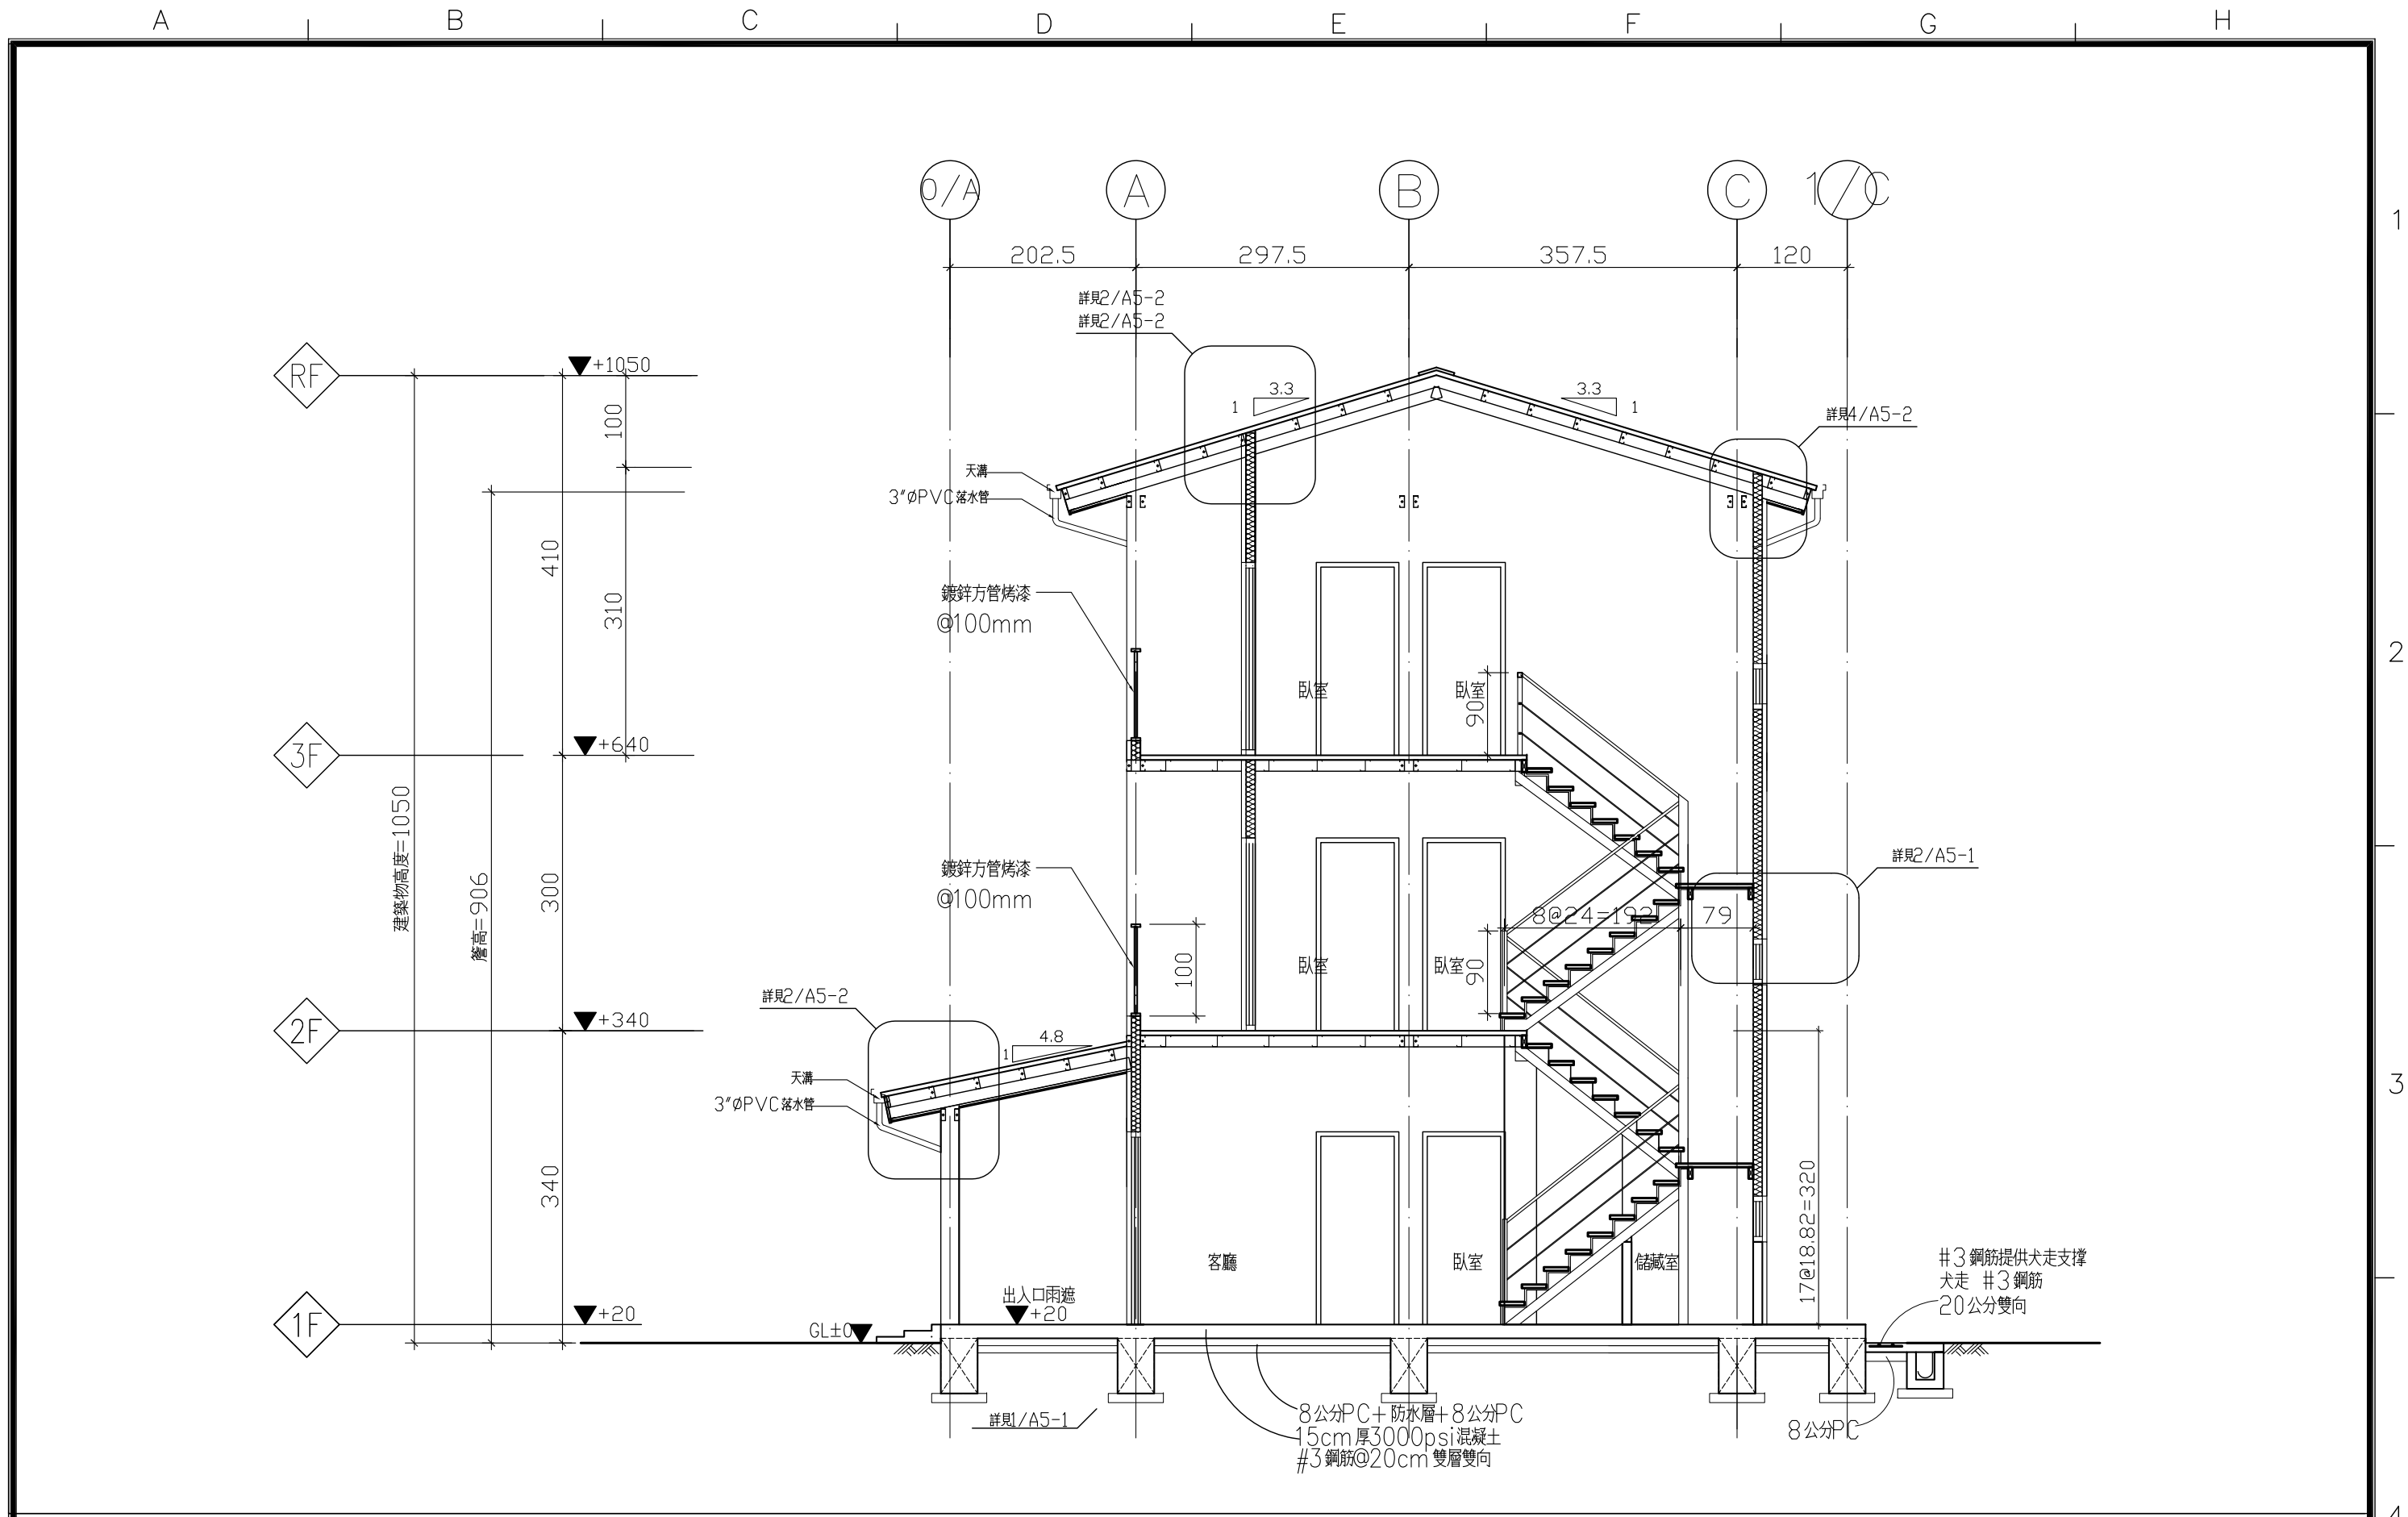 A B C D E F G H
0/A A B C 1/C
1
202.5 297.5 357.5 120
詳見2/A5-2
詳見2/A5-2
RF
+1050
3.3
1
3.3
1
詳見4/A5-2
100
天溝
3"ØPVC落水管
410
310
鍍鋅方管烤漆
@100mm
2
臥室
臥室
90
3F
+640
建築物高度=1050
簷高=906
300
鍍鋅方管烤漆
@100mm
詳見2/A5-1
8@24=192
79
100
臥室
臥室
90
詳見2/A5-2
2F
+340
4.8
1
天溝
3"ØPVC落水管
3
340
17@18.82=320
客廳
臥室
儲藏室
#3鋼筋提供犬走支撐
犬走 #3鋼筋
20公分雙向
出入口雨遮
+20
1F
+20
GL±0
詳見1/A5-1
8公分PC+防水層+8公分PC
15cm厚3000psi混凝土
#3鋼筋@20cm雙層雙向
8公分PC
4